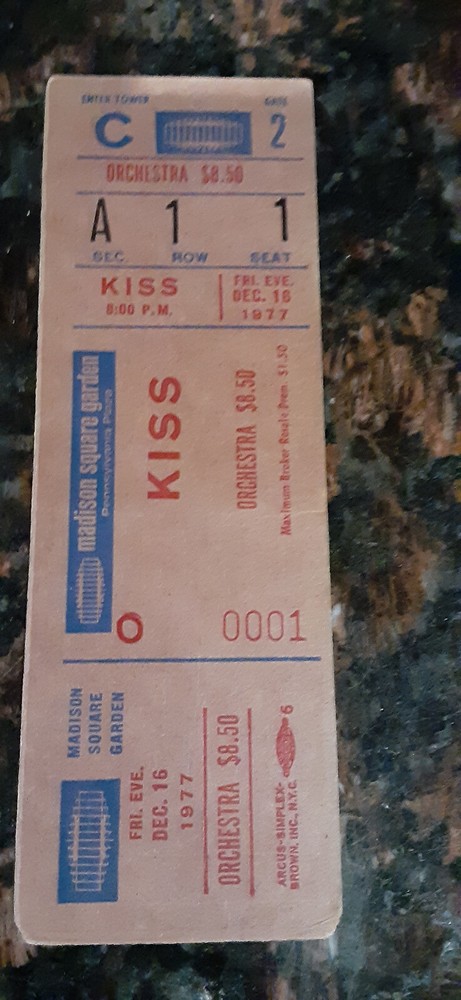 ENTER TOWER
GATE
C
2
ORCHESTRA $8.50
A 1 1
SEC. ROW SEAT
KISS
8:00 P.M.
FRI. EVE.
DEC. 16
1977
madison square garden
Pennsylvania Plaza
KISS
ORCHESTRA $8.50
Maximum Broker Resale Prem. $1.50
O
0001
MADISON
SQUARE
GARDEN
FRI. EVE.
DEC. 16
1977
ORCHESTRA $8.50
ARCUS-SIMPLEX-
BROWN, INC., N.Y.C.
6